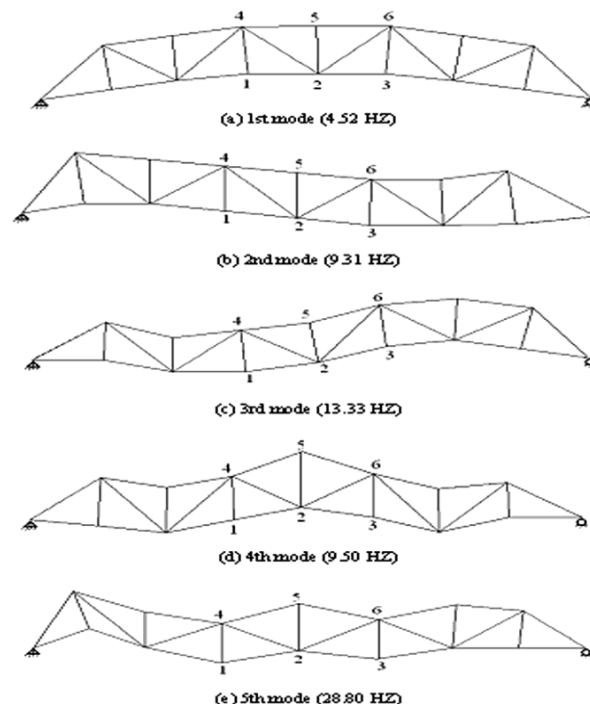 4 5 6
1 2 3
(a) 1st mode (4.52 HZ)
4 5 6
1 2 3
(b) 2nd mode (9.31 HZ)
4 5 6
1 2 3
(c) 3rd mode (13.33 HZ)
4 5 6
1 2 3
(d) 4th mode (9.50 HZ)
4 5 6
1 2 3
(e) 5th mode (28.80 HZ)